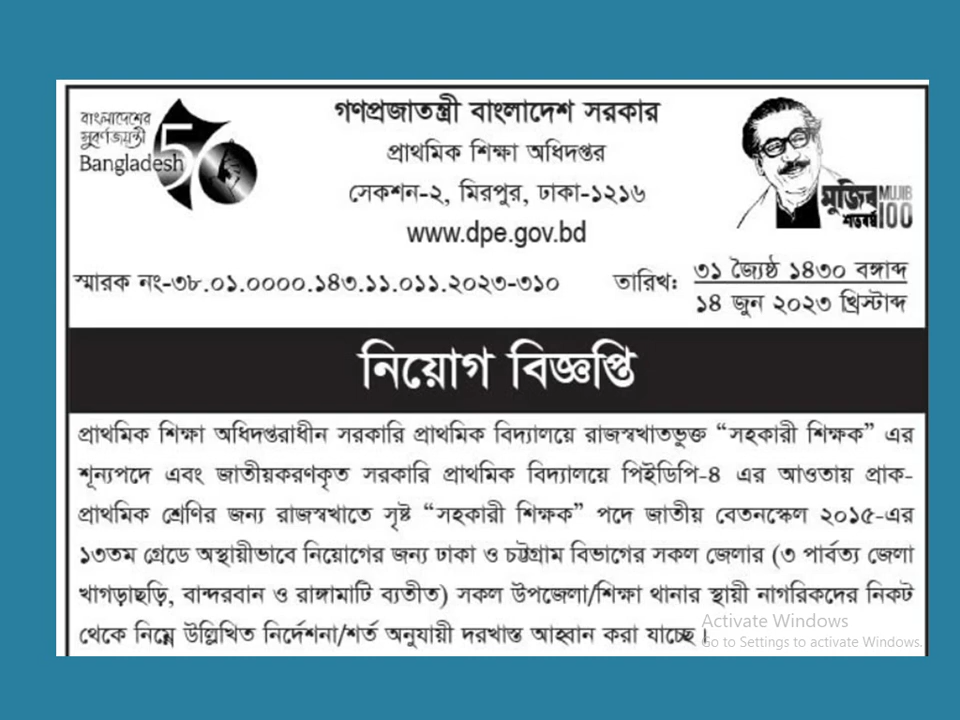 বাংলাদেশের
সুবর্ণজয়ন্তী
Bangladesh 50
গণপ্রজাতন্ত্রী বাংলাদেশ সরকার
প্রাথমিক শিক্ষা অধিদপ্তর
সেকশন-২, মিরপুর, ঢাকা-১২১৬
www.dpe.gov.bd
মুজিব MUJIB
শতবর্ষ 100
স্মারক নং-৩৮.০১.০০০০.১৪৩.১১.০১১.২০২৩-৩১০
তারিখঃ ৩১ জ্যৈষ্ঠ ১৪৩০ বঙ্গাব্দ
১৪ জুন ২০২৩ খ্রিস্টাব্দ
নিয়োগ বিজ্ঞপ্তি
প্রাথমিক শিক্ষা অধিদপ্তরাধীন সরকারি প্রাথমিক বিদ্যালয়ে রাজস্বখাতভুক্ত “সহকারী শিক্ষক” এর
শূন্যপদে এবং জাতীয়করণকৃত সরকারি প্রাথমিক বিদ্যালয়ে পিইডিপি-৪ এর আওতায় প্রাক-
প্রাথমিক শ্রেণির জন্য রাজস্বখাতে সৃষ্ট “সহকারী শিক্ষক” পদে জাতীয় বেতনস্কেল ২০১৫-এর
১৩তম গ্রেডে অস্থায়ীভাবে নিয়োগের জন্য ঢাকা ও চট্টগ্রাম বিভাগের সকল জেলার (৩ পার্বত্য জেলা
খাগড়াছড়ি, বান্দরবান ও রাঙ্গামাটি ব্যতীত) সকল উপজেলা/শিক্ষা থানার স্থায়ী নাগরিকদের নিকট
থেকে নিম্নে উল্লিখিত নির্দেশনা/শর্ত অনুযায়ী দরখাস্ত আহ্বান করা যাচ্ছে।
Activate Windows
Go to Settings to activate Windows.